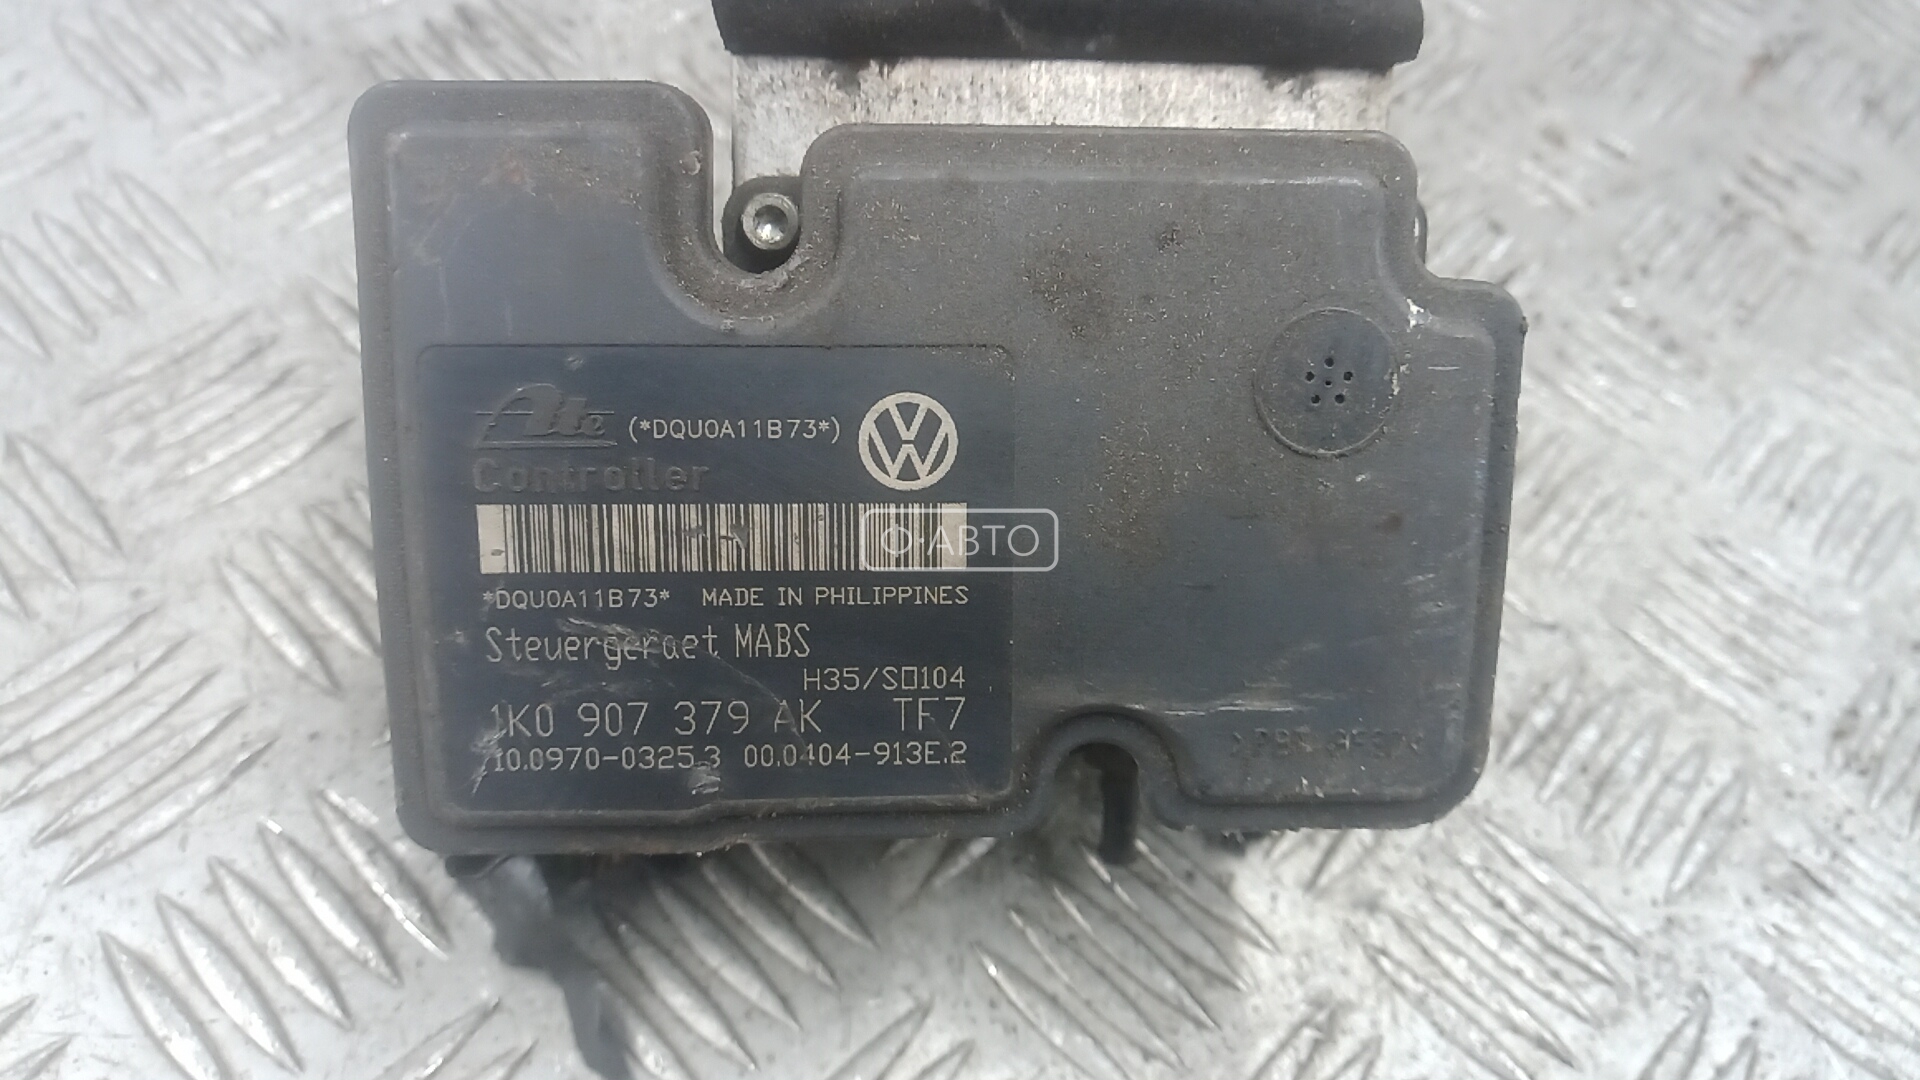 Ate (*DQU0A11B73*)
Controller
О·АВТО
*DQU0A11B73* MADE IN PHILIPPINES
Steuergeraet MABS
H35/S□104
1K0 907 379 AK TF7
10.0970-0325.3 00.0404-913E.2